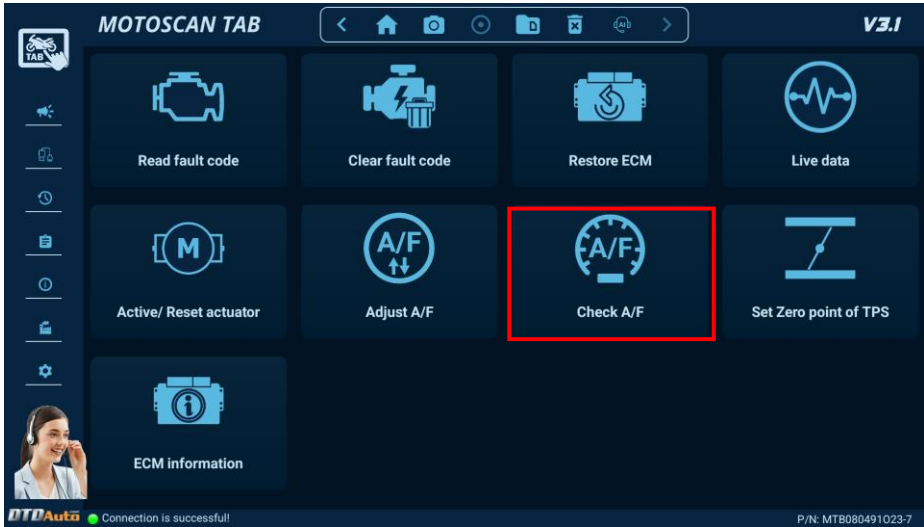 MOTOSCAN TAB
V3.1
TAB
Read fault code
Clear fault code
Restore ECM
Live data
M
A/F
A/F
Active/ Reset actuator
Adjust A/F
Check A/F
Set Zero point of TPS
ECM information
DTDAuto
Connection is successful!
P/N: MTB080491O23-7